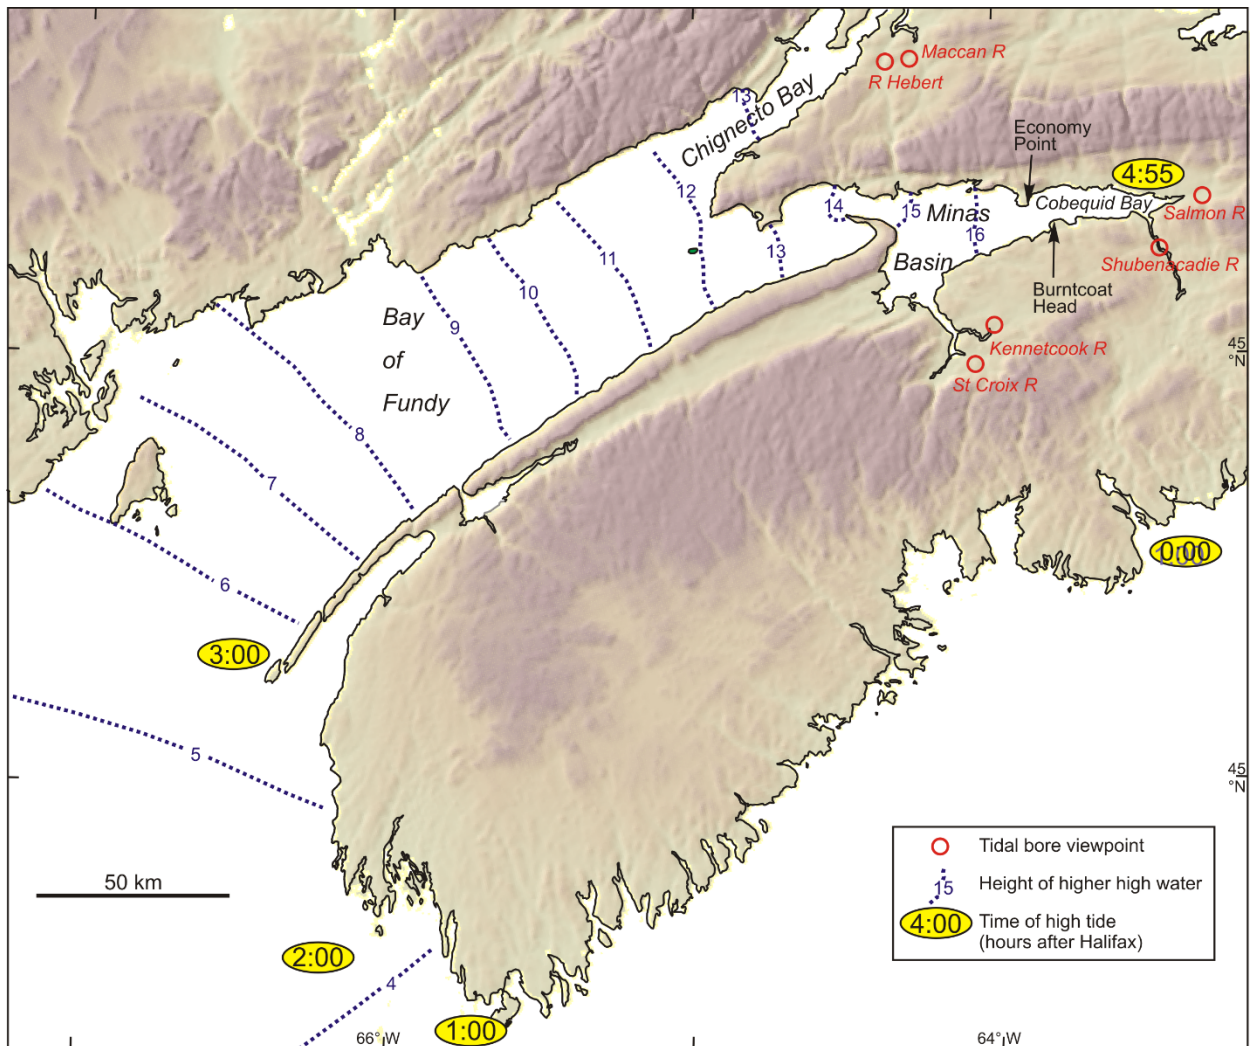 Maccan R
R Hebert
13
Chignecto Bay
Economy
Point
4:55
12
14
15
Minas
Cobequid Bay
Salmon R
16
11
13
Basin
Shubenacadie R
10
Burntcoat
Head
Bay
of
Fundy
9
Kennetcook R
45
°N
St Croix R
8
7
0:00
6
3:00
5
45
°N
Tidal bore viewpoint
15
Height of higher high water
50 km
4:00
Time of high tide
(hours after Halifax)
2:00
4
1:00
66° W
64° W